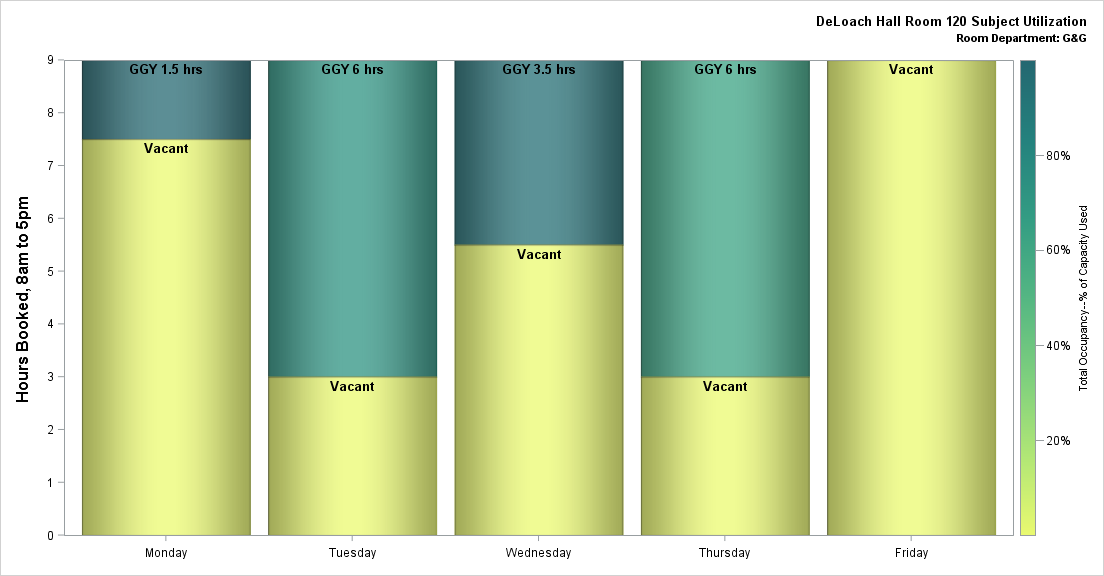 DeLoach Hall Room 120 Subject Utilization
Room Department: G&G
Hours Booked, 8am to 5pm
9
8
7
6
5
4
3
2
1
0
GGY 1.5 hrs
Vacant
GGY 6 hrs
Vacant
GGY 3.5 hrs
Vacant
GGY 6 hrs
Vacant
Vacant
Monday
Tuesday
Wednesday
Thursday
Friday
80%
60%
40%
20%
Total Occupancy--% of Capacity Used